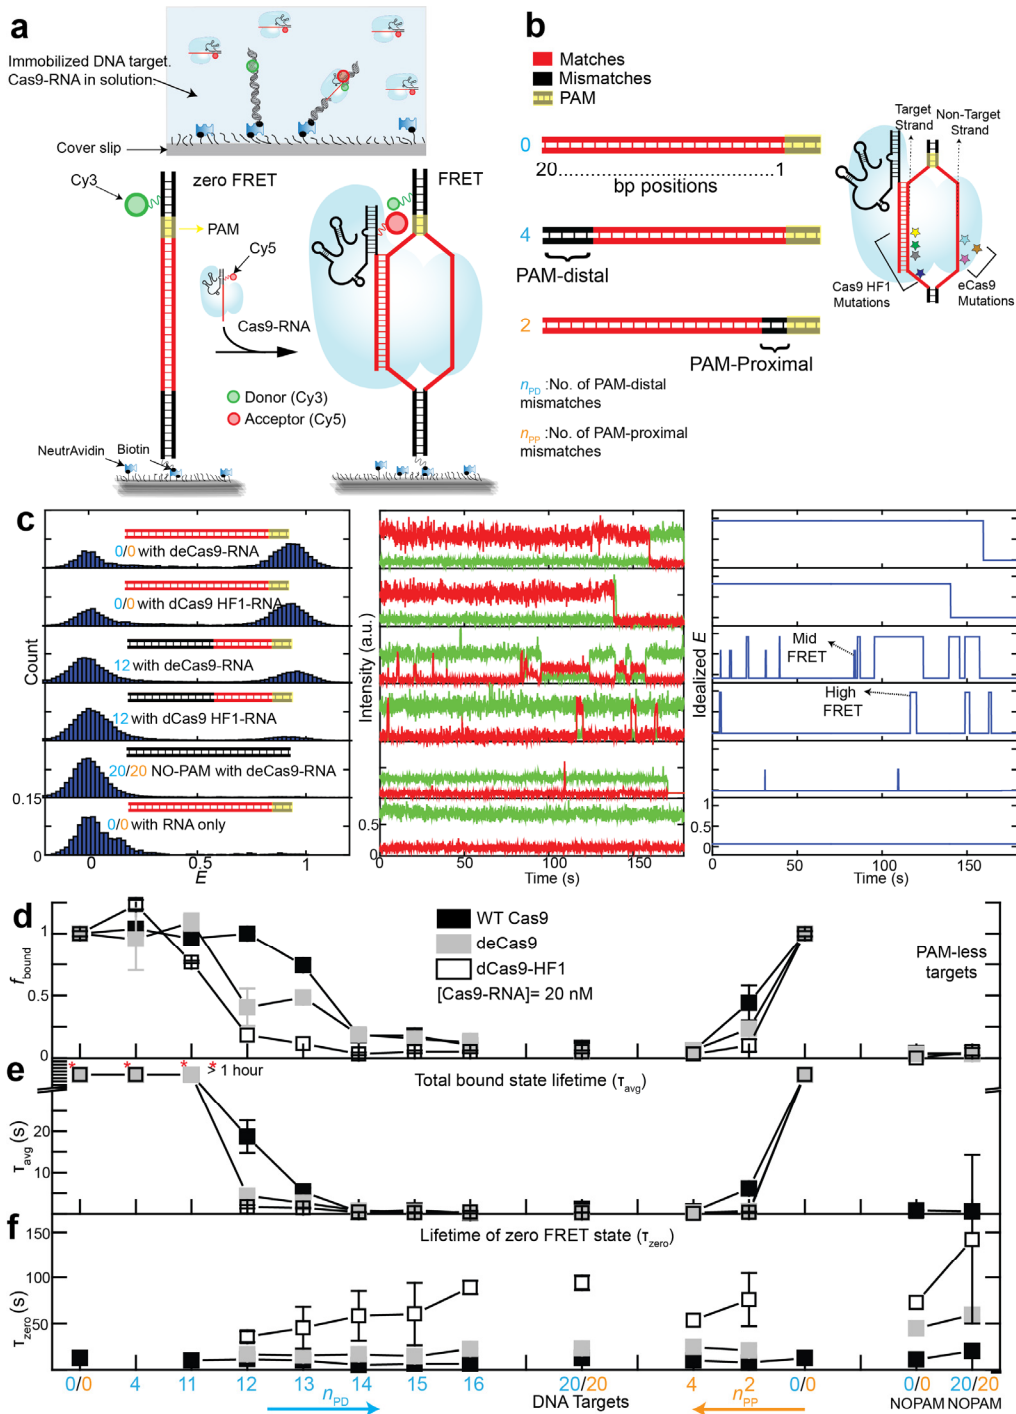 a
Immobilized DNA target.
Cas9-RNA in solution.
Cover slip
Cy3
zero FRET
FRET
PAM
Cy5
Cas9-RNA
Donor (Cy3)
Acceptor (Cy5)
NeutrAvidin
Biotin
b
Matches
Mismatches
PAM
0
20
1
bp positions
4
PAM-distal
2
PAM-Proximal
nPD :No. of PAM-distal
mismatches
nPP :No. of PAM-proximal
mismatches
Target
Strand
Non-Target
Strand
Cas9 HF1
Mutations
eCas9
Mutations
c
0/0 with deCas9-RNA
0/0 with dCas9 HF1-RNA
12 with deCas9-RNA
12 with dCas9 HF1-RNA
20/20 NO-PAM with deCas9-RNA
0/0 with RNA only
Count
0.15
0
0
0.5
1
E
Intensity (a.u.)
0.5
0
0
50
100
150
Time (s)
Idealized E
Mid
FRET
High
FRET
1
0.5
0
0
50
100
150
Time (s)
d
fbound
1
0.5
0
WT Cas9
deCas9
dCas9-HF1
[Cas9-RNA]= 20 nM
PAM-less
targets
e
* * * *
> 1 hour
Total bound state lifetime (τavg)
τavg (s)
20
10
f
Lifetime of zero FRET state (τzero)
τzero (s)
150
100
50
0/0
4
11
12
13
14
15
16
20/20
4
2
0/0
0/0
20/20
nPD
DNA Targets
nPP
NOPAM
NOPAM